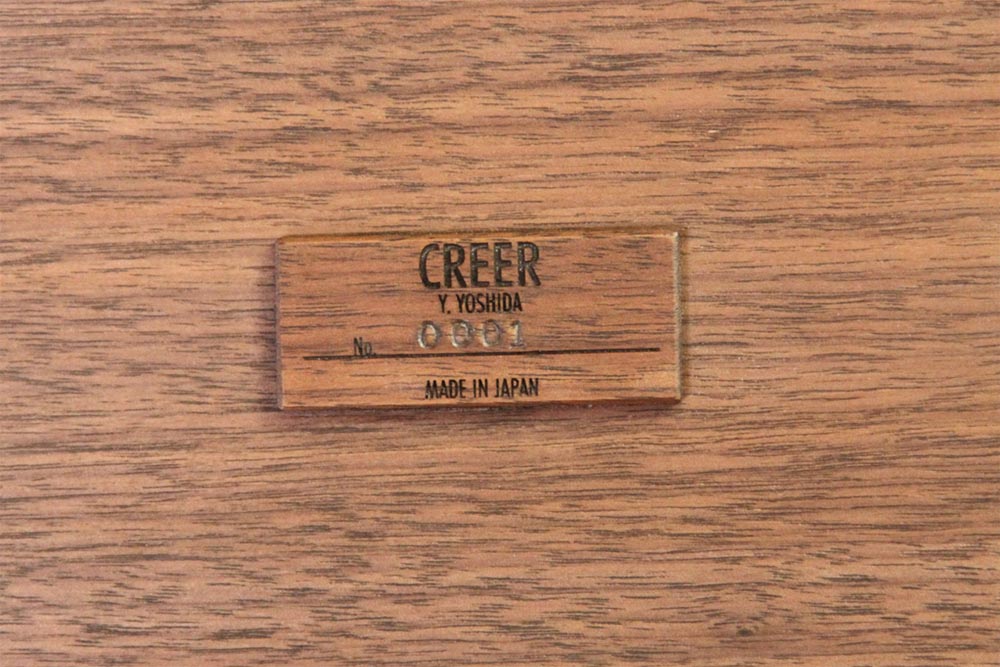 CREER
Y. YOSHIDA
No. 0001
MADE IN JAPAN